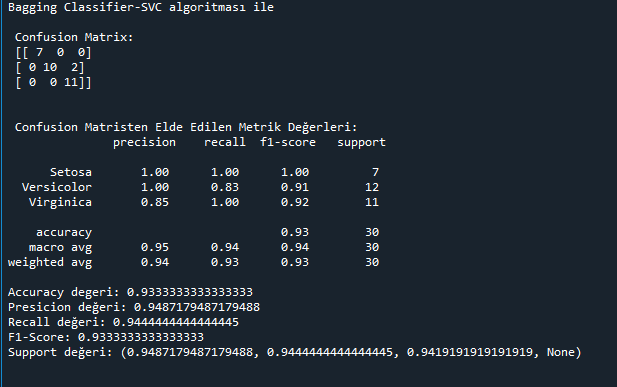 Bagging Classifier-SVC algoritması ile
Confusion Matrix:
[[ 7 0 0]
[ 0 10 2]
[ 0 0 11]]
Confusion Matristen Elde Edilen Metrik Değerleri:
precision recall f1-score support
Setosa 1.00 1.00 1.00 7
Versicolor 1.00 0.83 0.91 12
Virginica 0.85 1.00 0.92 11
accuracy 0.93 30
macro avg 0.95 0.94 0.94 30
weighted avg 0.94 0.93 0.93 30
Accuracy degeri: 0.9333333333333333
Presicion değeri: 0.9487179487179488
Recall değeri: 0.9444444444444445
F1-Score: 0.9333333333333333
Support değeri: (0.9487179487179488, 0.9444444444444445, 0.9419191919191919, None)